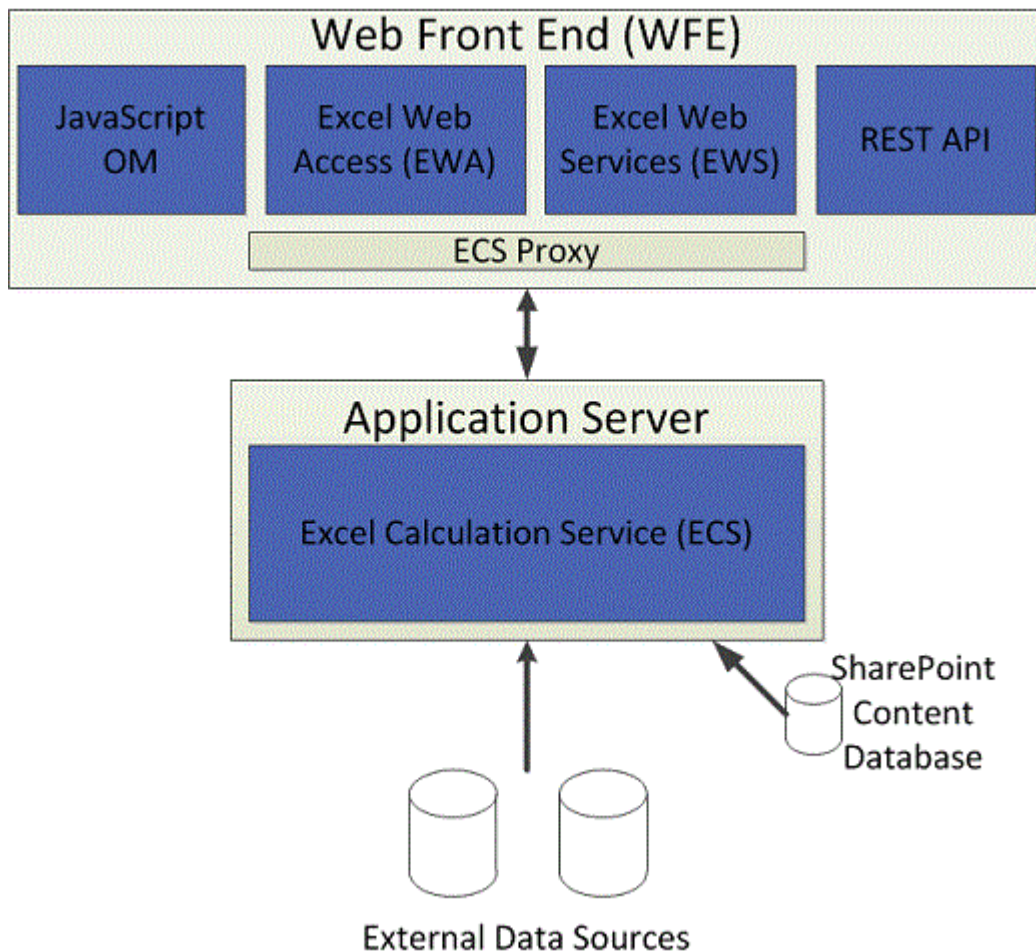 Web Front End (WFE)
JavaScript
OM
Excel Web
Access (EWA)
Excel Web
Services (EWS)
REST API
ECS Proxy
Application Server
Excel Calculation Service (ECS)
SharePoint
Content
Database
External Data Sources